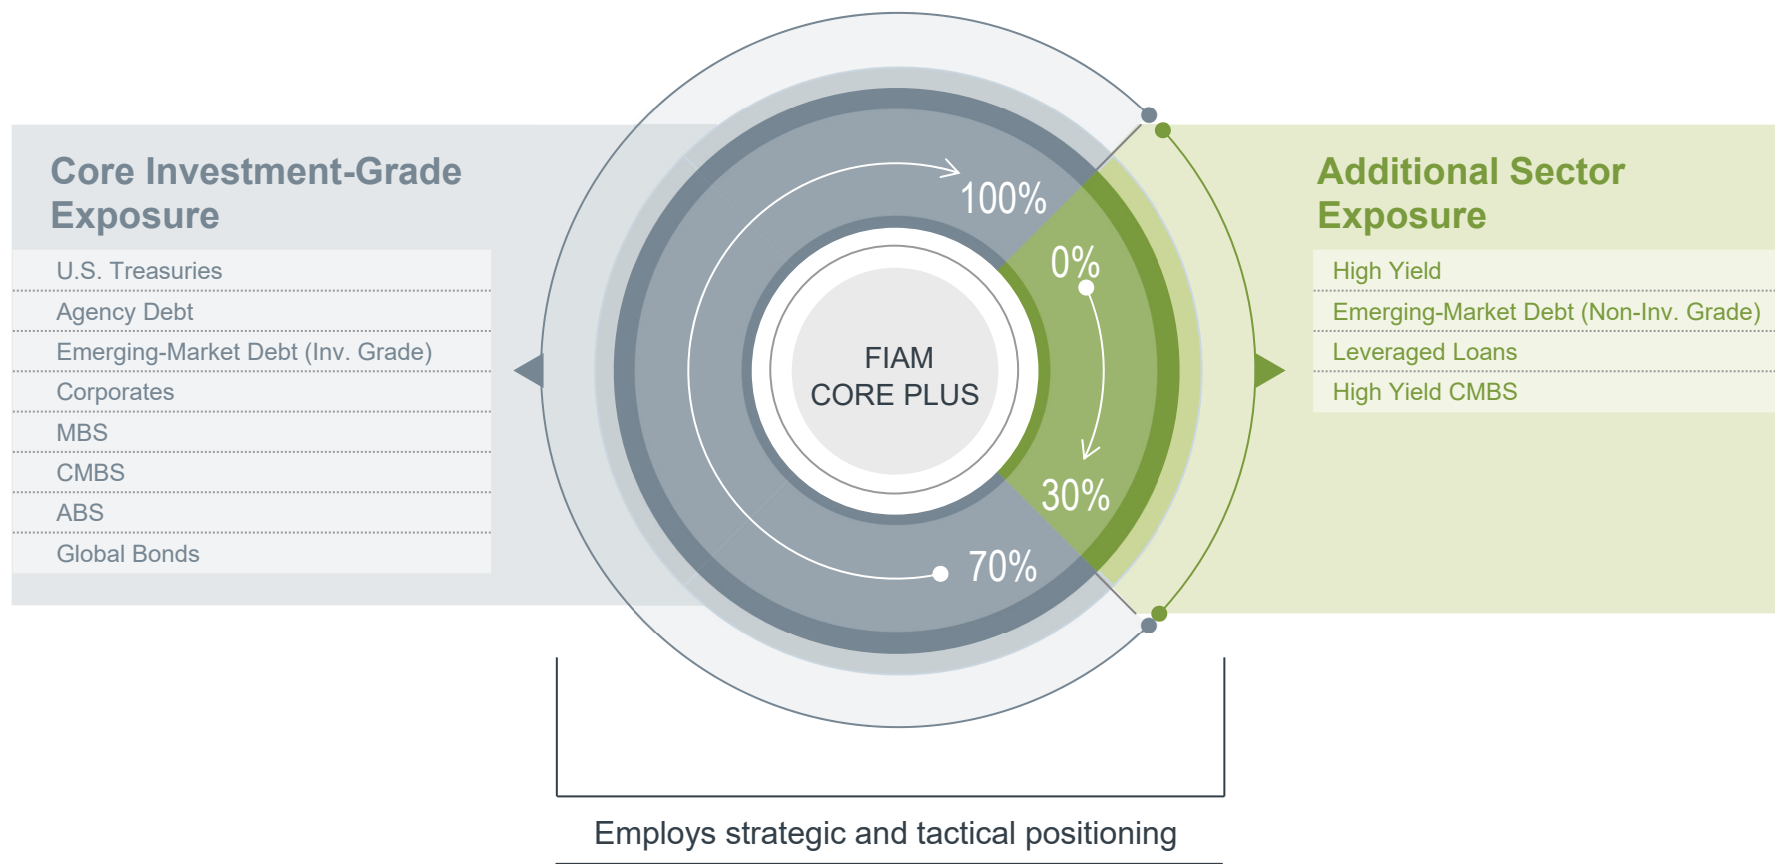 Core Investment-Grade
Exposure
U.S. Treasuries
Agency Debt
Emerging-Market Debt (Inv. Grade)
Corporates
MBS
CMBS
ABS
Global Bonds
100%
0%
FIAM
CORE PLUS
30%
70%
Additional Sector
Exposure
High Yield
Emerging-Market Debt (Non-Inv. Grade)
Leveraged Loans
High Yield CMBS
Employs strategic and tactical positioning